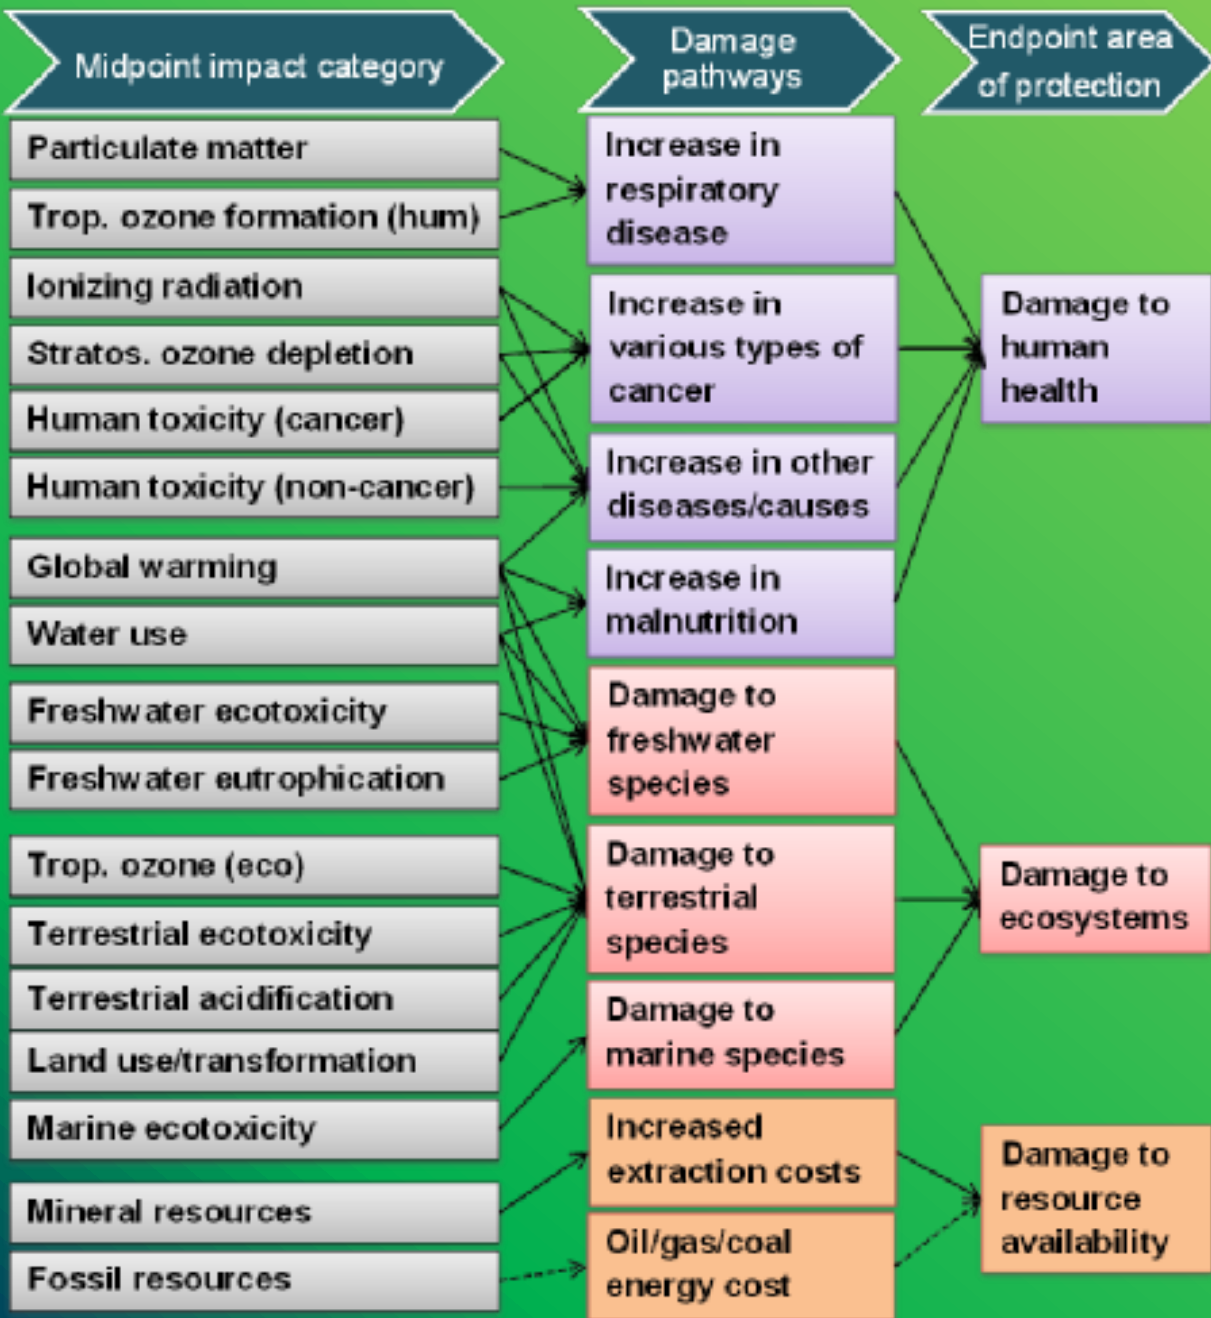 Midpoint impact category
Damage
pathways
Endpoint area
of protection
Particulate matter
Trop. ozone formation (hum)
Ionizing radiation
Stratos. ozone depletion
Human toxicity (cancer)
Human toxicity (non-cancer)
Global warming
Water use
Freshwater ecotoxicity
Freshwater eutrophication
Trop. ozone (eco)
Terrestrial ecotoxicity
Terrestrial acidification
Land use/transformation
Marine ecotoxicity
Mineral resources
Fossil resources
Increase in
respiratory
disease
Increase in
various types of
cancer
Increase in other
diseases/causes
Increase in
malnutrition
Damage to
freshwater
species
Damage to
terrestrial
species
Damage to
marine species
Increased
extraction costs
Oil/gas/coal
energy cost
Damage to
human
health
Damage to
ecosystems
Damage to
resource
availability